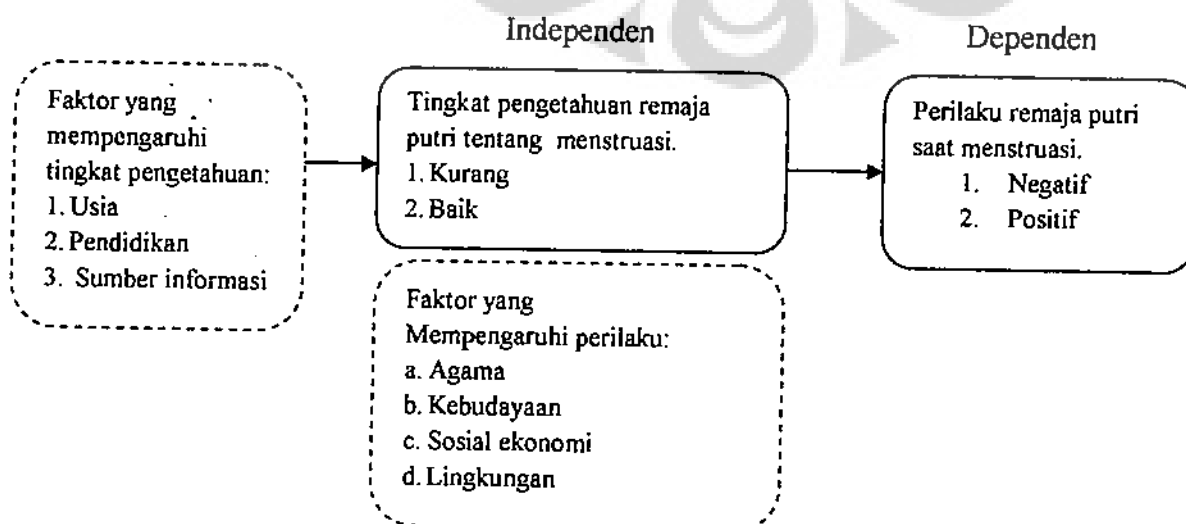 Independen
Dependen
Faktor yang
mempengaruhi
tingkat pengetahuan:
1. Usia
2. Pendidikan
3. Sumber informasi
Tingkat pengetahuan remaja
putri tentang menstruasi.
1. Kurang
2. Baik
Perilaku remaja putri
saat menstruasi.
1. Negatif
2. Positif
Faktor yang
Mempengaruhi perilaku:
a. Agama
b. Kebudayaan
c. Sosial ekonomi
d. Lingkungan